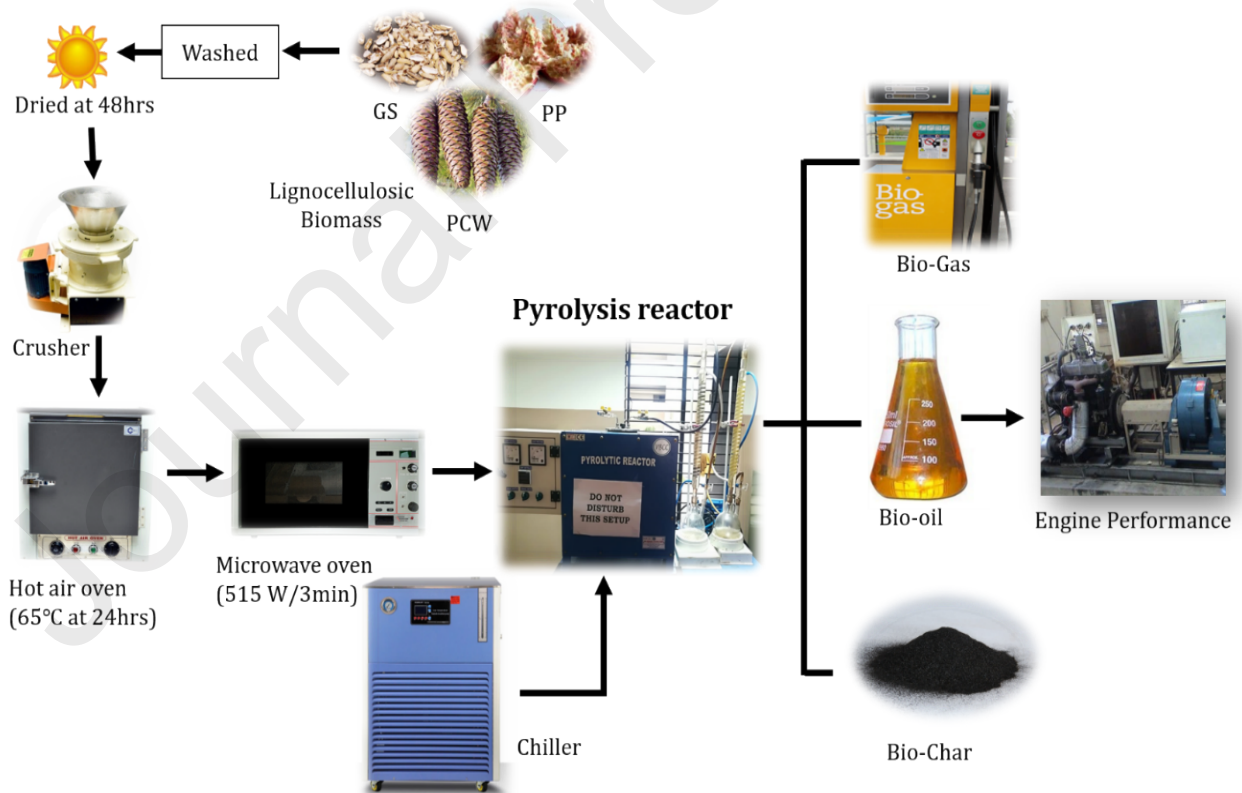 Journal Pre
Washed
Dried at 48hrs
GS
PP
Lignocellulosic
Biomass
PCW
Crusher
Hot air oven
(65℃ at 24hrs)
Microwave oven
(515 W/3min)
Chiller
Pyrolysis reactor
PYROLYTIC REACTOR
DO NOT
DISTURB
THIS SETUP
Bio
gas
Bio-Gas
250
200
150
100
Bio-oil
Engine Performance
Bio-Char